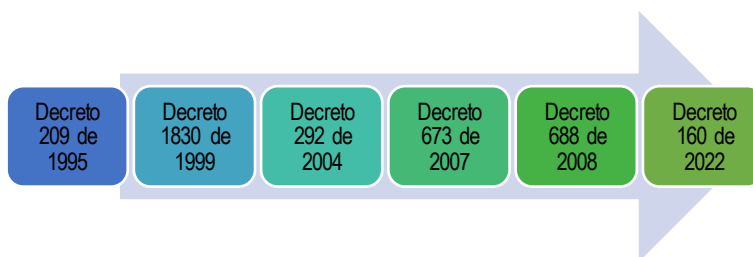 Decreto
209 de
1995
Decreto
1830 de
1999
Decreto
292 de
2004
Decreto
673 de
2007
Decreto
688 de
2008
Decreto
160 de
2022